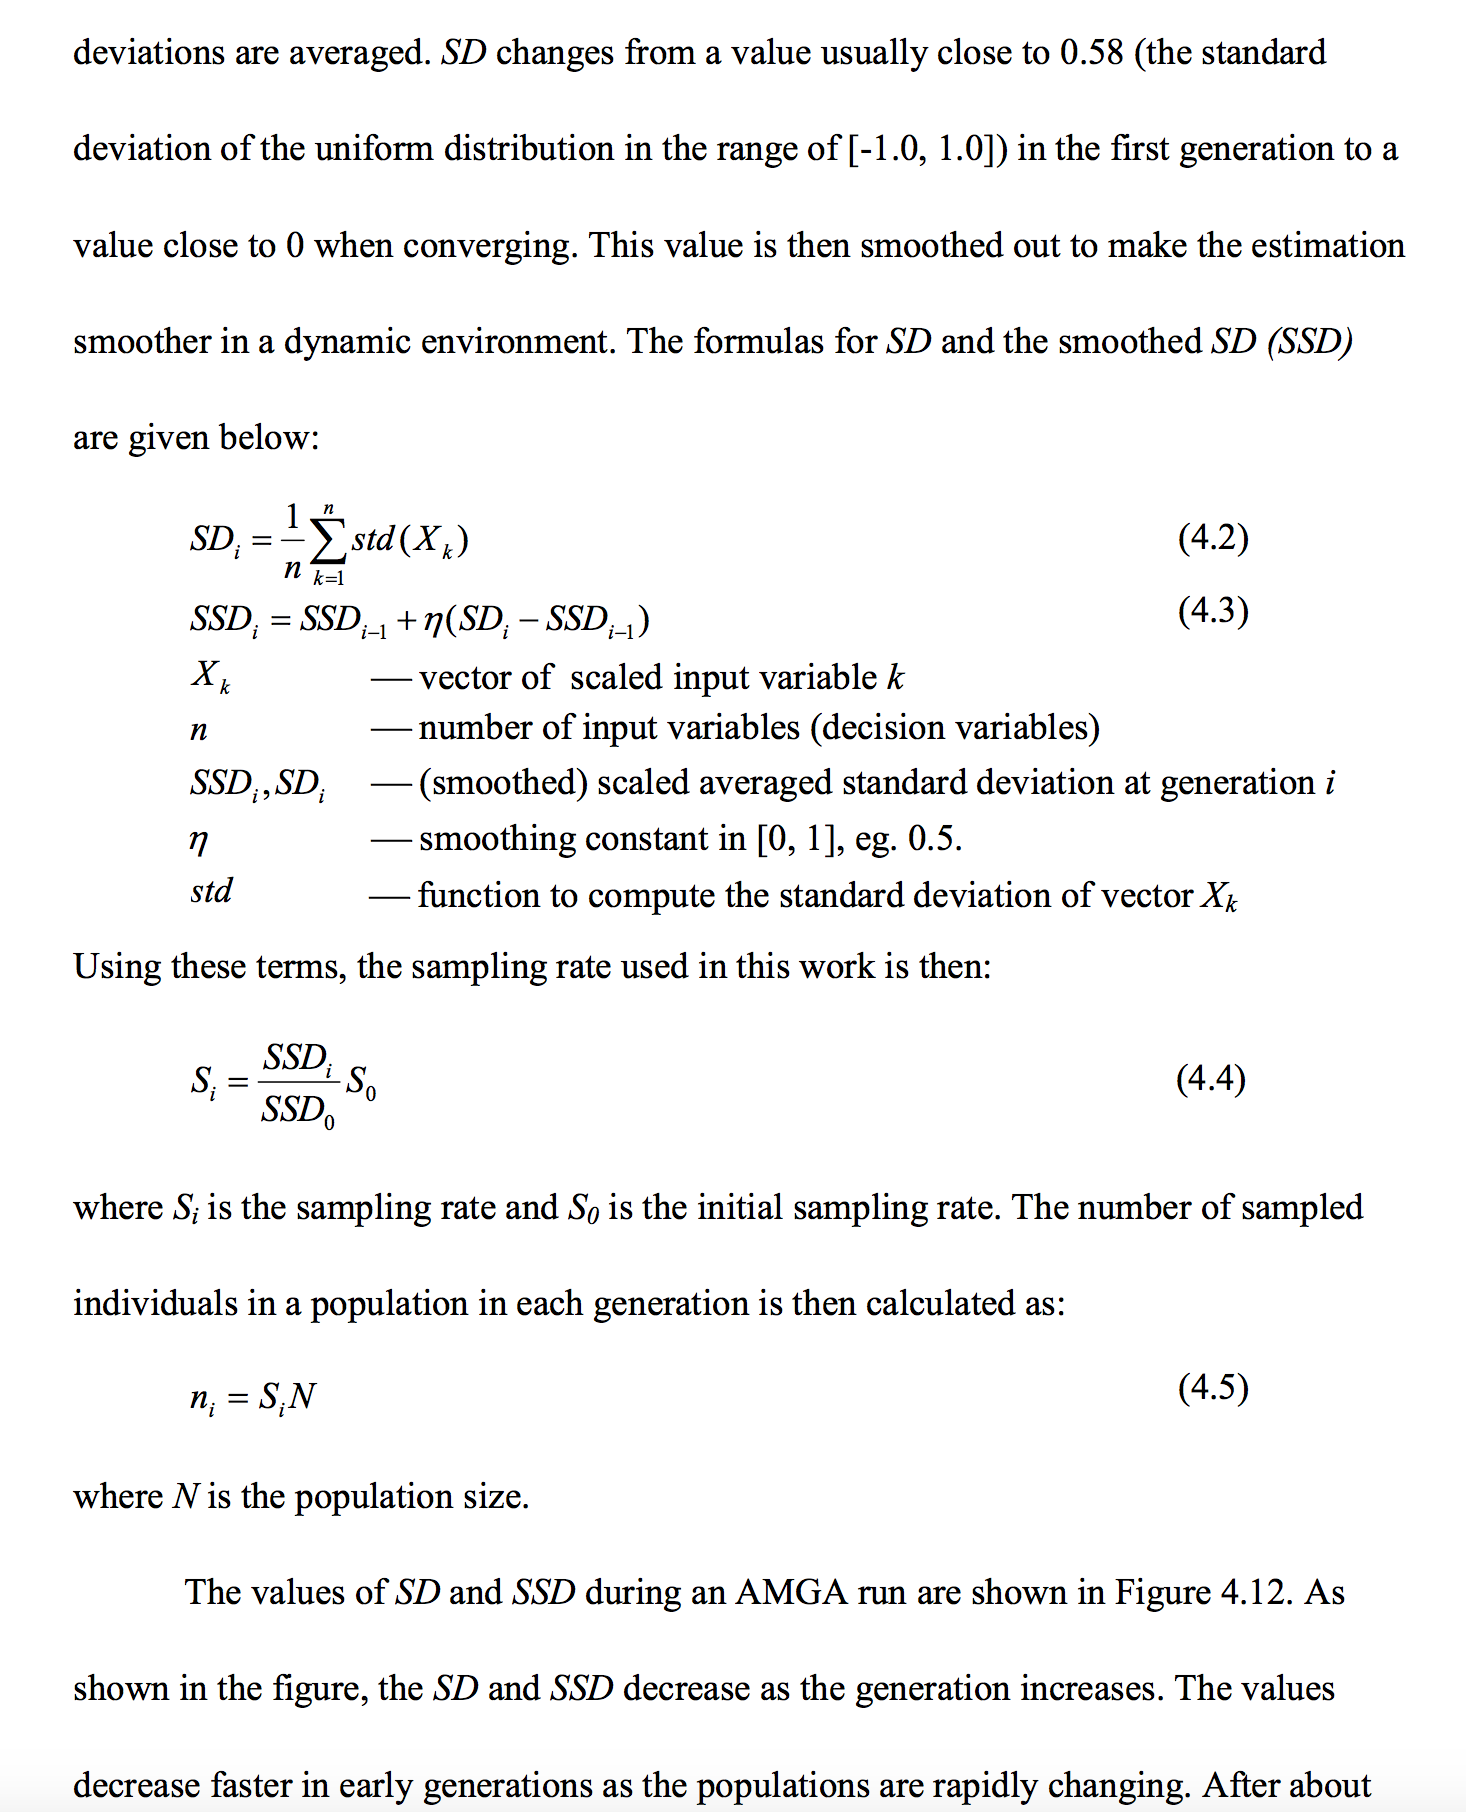 deviations are averaged. SD changes from a value usually close to 0.58 (the standard
deviation of the uniform distribution in the range of [-1.0, 1.0]) in the first generation to a
value close to 0 when converging. This value is then smoothed out to make the estimation
smoother in a dynamic environment. The formulas for SD and the smoothed SD (SSD)
are given below:
SD_i = \frac{1}{n} \sum_{k=1}^{n} std(X_k) (4.2)
SSD_i = SSD_{i-1} + η(SD_i − SSD_{i-1}) (4.3)
X_k — vector of scaled input variable k
n — number of input variables (decision variables)
SSD_i, SD_i — (smoothed) scaled averaged standard deviation at generation i
η — smoothing constant in [0, 1], eg. 0.5.
std — function to compute the standard deviation of vector X_k
Using these terms, the sampling rate used in this work is then:
S_i = \frac{SSD_i}{SSD_0} S_0 (4.4)
where S_i is the sampling rate and S_0 is the initial sampling rate. The number of sampled
individuals in a population in each generation is then calculated as:
n_i = S_i N (4.5)
where N is the population size.
The values of SD and SSD during an AMGA run are shown in Figure 4.12. As
shown in the figure, the SD and SSD decrease as the generation increases. The values
decrease faster in early generations as the populations are rapidly changing. After about